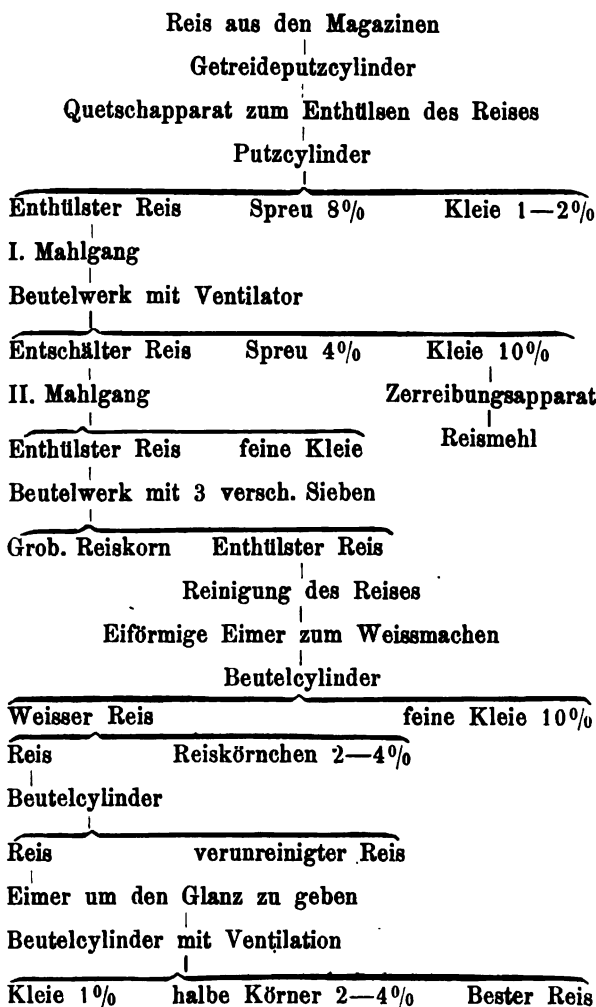 Reis aus den Magazinen
Getreideputzcylinder
Quetschapparat zum Enthülsen des Reises
Putzcylinder
Enthülster Reis Spreu 8% Kleie 1—2%
I. Mahlgang
Beutelwerk mit Ventilator
Entschälter Reis Spreu 4% Kleie 10%
II. Mahlgang Zerreibungsapparat
Enthülster Reis feine Kleie Reismehl
Beutelwerk mit 3 versch. Sieben
Grob. Reiskorn Enthülster Reis
Reinigung des Reises
Eiförmige Eimer zum Weissmachen
Beutelcylinder
Weisser Reis feine Kleie 10%
Reis Reiskörnchen 2—4%
Beutelcylinder
Reis verunreinigter Reis
Eimer um den Glanz zu geben
Beutelcylinder mit Ventilation
Kleie 1% halbe Körner 2—4% Bester Reis